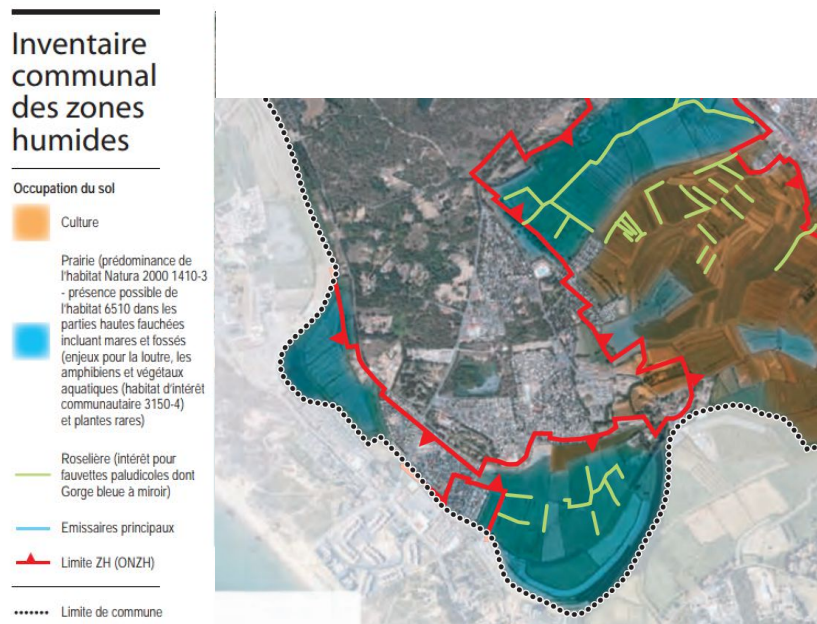 Inventaire
communal
des zones
humides
Occupation du sol
Culture
Prairie (prédominance de
l'habitat Natura 2000 1410-3
- présence possible de
l'habitat 6510 dans les
parties hautes fauchées
incluant mares et fossés
(enjeux pour la loutre, les
amphibiens et végétaux
aquatiques (habitat d'intérêt
communautaire 3150-4)
et plantes rares)
Roselière (intérêt pour
fauvettes paludicoles dont
Gorge bleue à miroir)
Emissaires principaux
Limite ZH (ONZH)
Limite de commune